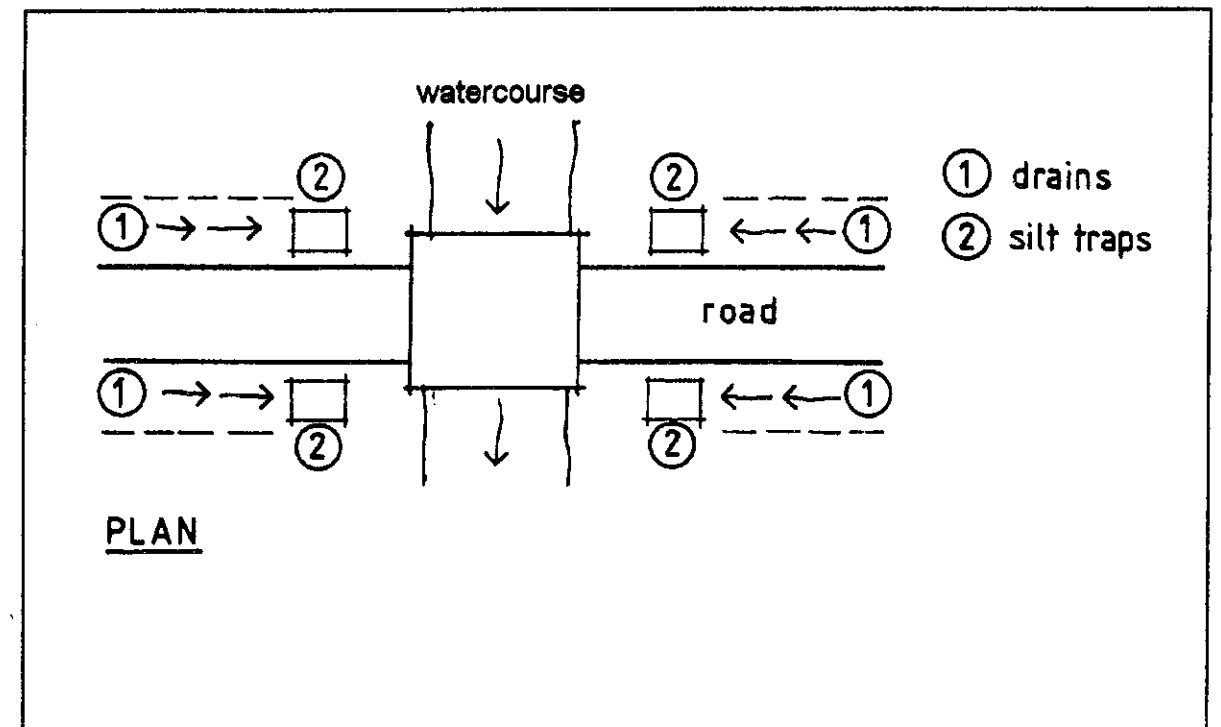 watercourse
2 2
1 drains
1 1
2 silt traps
road
1 1
2 2
PLAN